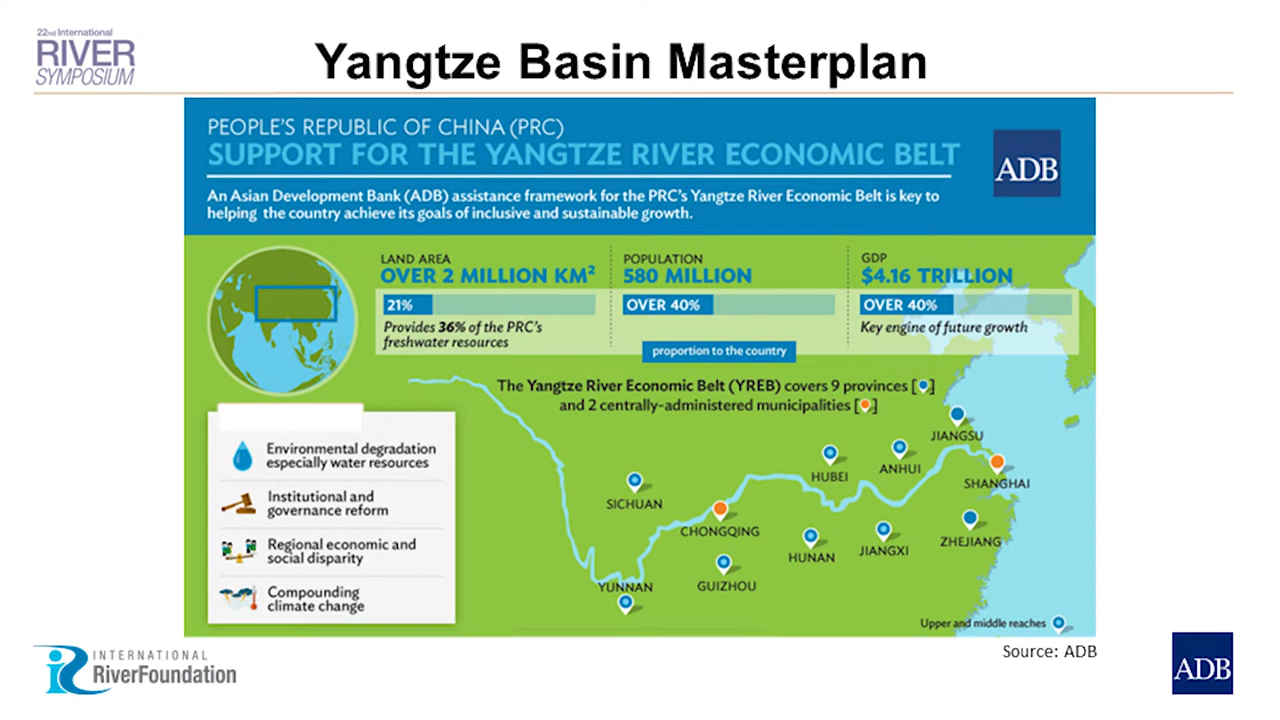 22nd International
RIVER
SYMPOSIUM
Yangtze Basin Masterplan
PEOPLE'S REPUBLIC OF CHINA (PRC)
SUPPORT FOR THE YANGTZE RIVER ECONOMIC BELT
ADB
An Asian Development Bank (ADB) assistance framework for the PRC's Yangtze River Economic Belt is key to
helping the country achieve its goals of inclusive and sustainable growth.
LAND AREA
OVER 2 MILLION KM²
21%
Provides 36% of the PRC's
freshwater resources
POPULATION
580 MILLION
OVER 40%
GDP
$4.16 TRILLION
OVER 40%
Key engine of future growth
proportion to the country
The Yangtze River Economic Belt (YREB) covers 9 provinces [ ]
and 2 centrally-administered municipalities [ ]
Environmental degradation
especially water resources
Institutional and
governance reform
Regional economic and
social disparity
Compounding
climate change
JIANGSU
ANHUI
HUBEI
SHANGHAI
SICHUAN
CHONGQING
ZHEJIANG
JIANGXI
HUNAN
GUIZHOU
YUNNAN
Upper and middle reaches
Source: ADB
INTERNATIONAL
RiverFoundation
ADB